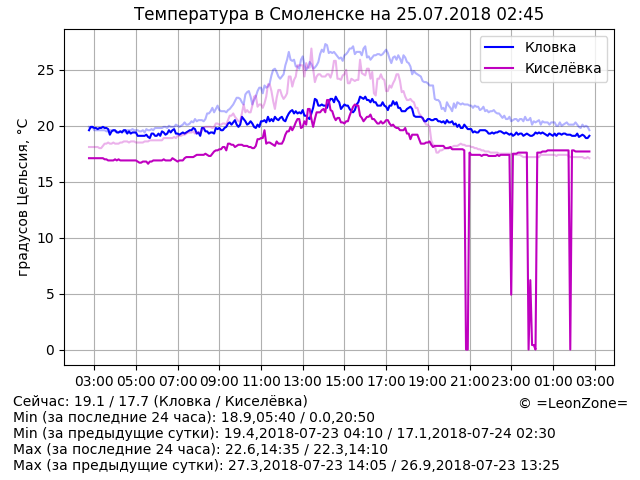 Температура в Смоленске на 25.07.2018 02:45
Кловка
Киселёвка
градусов Цельсия, °C
25
20
15
10
5
0
03:00 05:00 07:00 09:00 11:00 13:00 15:00 17:00 19:00 21:00 23:00 01:00 03:00
Сейчас: 19.1 / 17.7 (Кловка / Киселёвка)
© =LeonZone=
Min (за последние 24 часа): 18.9,05:40 / 0.0,20:50
Min (за предыдущие сутки): 19.4,2018-07-23 04:10 / 17.1,2018-07-24 02:30
Max (за последние 24 часа): 22.6,14:35 / 22.3,14:10
Max (за предыдущие сутки): 27.3,2018-07-23 14:05 / 26.9,2018-07-23 13:25